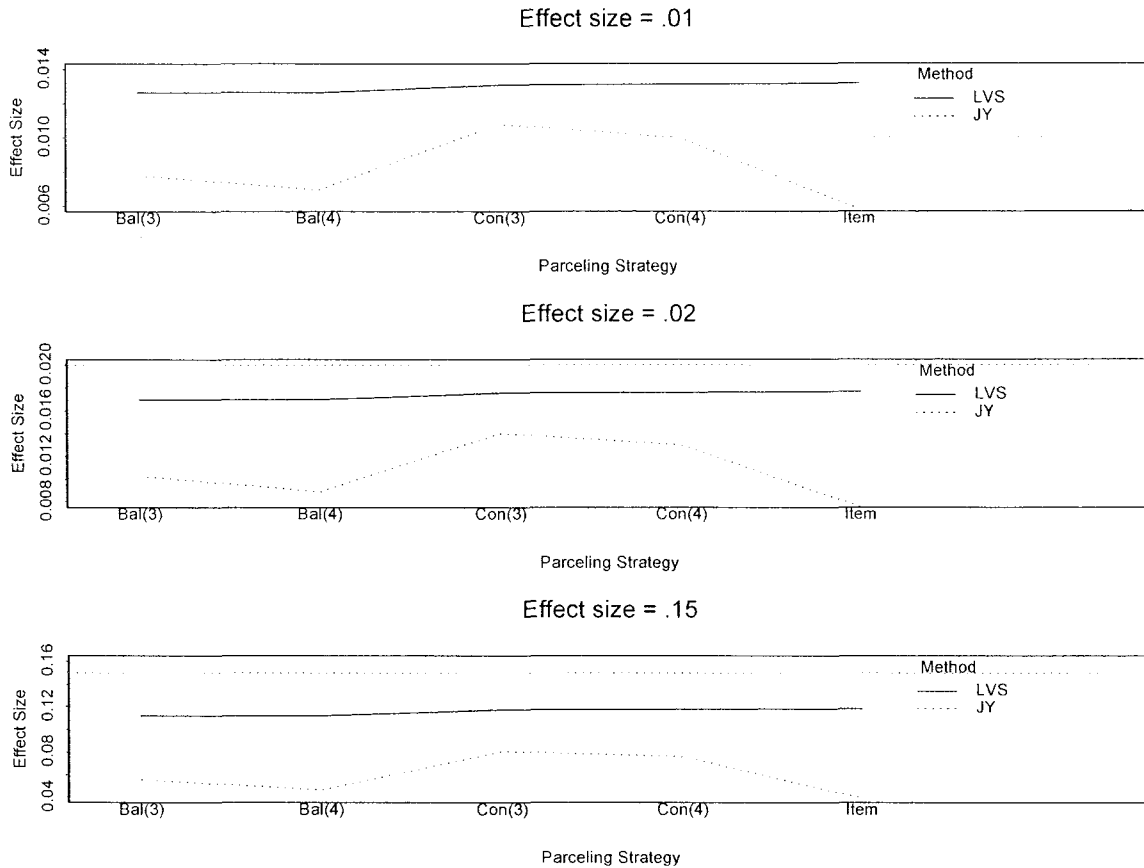 Effect size = .01
Effect Size
0.014
0.010
0.006
Method
LVS
JY
Bal(3) Bal(4) Con(3) Con(4) Item
Parceling Strategy
Effect size = .02
Effect Size
0.020
0.016
0.012
0.008
Method
LVS
JY
Bal(3) Bal(4) Con(3) Con(4) Item
Parceling Strategy
Effect size = .15
Effect Size
0.16
0.12
0.08
0.04
Method
LVS
JY
Bal(3) Bal(4) Con(3) Con(4) Item
Parceling Strategy